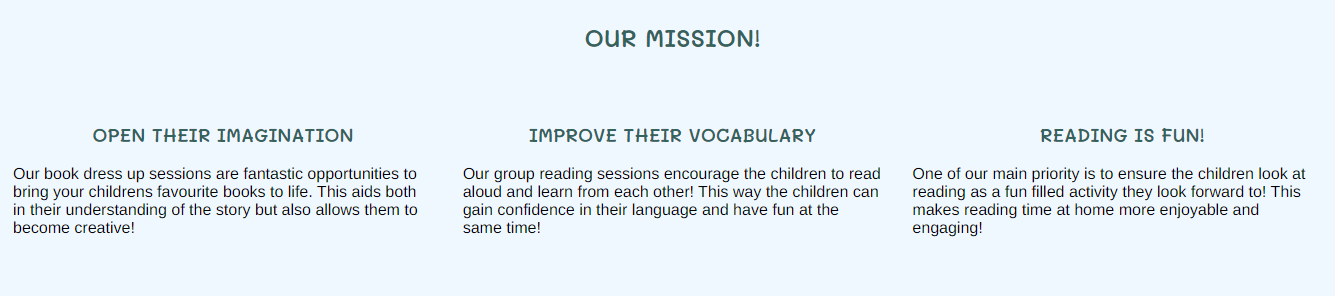 OUR MISSION!
OPEN THEIR IMAGINATION
Our book dress up sessions are fantastic opportunities to
bring your childrens favourite books to life. This aids both
in their understanding of the story but also allows them to
become creative!
IMPROVE THEIR VOCABULARY
Our group reading sessions encourage the children to read
aloud and learn from each other! This way the children can
gain confidence in their language and have fun at the
same time!
READING IS FUN!
One of our main priority is to ensure the children look at
reading as a fun filled activity they look forward to! This
makes reading time at home more enjoyable and
engaging!